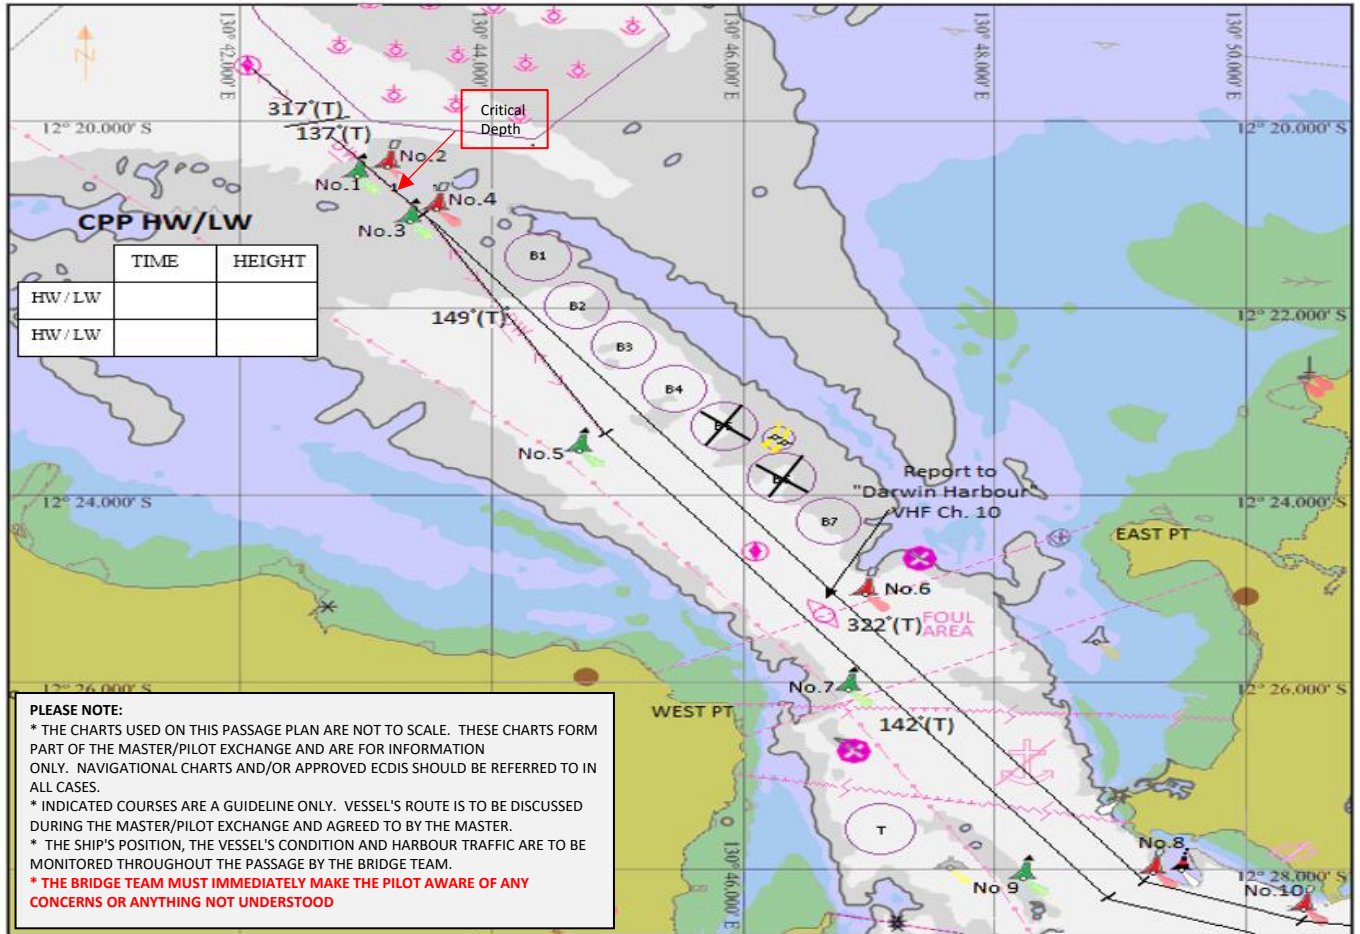 130° 42.000' E
130° 44.000' E
130° 46.000' E
130° 48.000' E
130° 50.000' E
N
Critical
Depth
317°(T)
137°(T)
12° 20.000' S
12° 20.000' S
No.2
No.1
1
No.4
No.3
CPP HW/LW
TIME HEIGHT
HW / LW
HW / LW
B1
B2
149°(T)
12° 22.000' S
B3
B4
No.5
Report to
"Darwin Harbour"
VHF Ch. 10
12° 24.000' S
12° 24.000' S
B7
EAST PT
No.6
322°(T)
FOUL
AREA
12° 26.000' S
12° 26.000' S
No.7
WEST PT
142°(T)
PLEASE NOTE:
* THE CHARTS USED ON THIS PASSAGE PLAN ARE NOT TO SCALE. THESE CHARTS FORM
PART OF THE MASTER/PILOT EXCHANGE AND ARE FOR INFORMATION
ONLY. NAVIGATIONAL CHARTS AND/OR APPROVED ECDIS SHOULD BE REFERRED TO IN
ALL CASES.
* INDICATED COURSES ARE A GUIDELINE ONLY. VESSEL'S ROUTE IS TO BE DISCUSSED
DURING THE MASTER/PILOT EXCHANGE AND AGREED TO BY THE MASTER.
* THE SHIP'S POSITION, THE VESSEL'S CONDITION AND HARBOUR TRAFFIC ARE TO BE
MONITORED THROUGHOUT THE PASSAGE BY THE BRIDGE TEAM.
* THE BRIDGE TEAM MUST IMMEDIATELY MAKE THE PILOT AWARE OF ANY
CONCERNS OR ANYTHING NOT UNDERSTOOD
T
130° 46.000' E
No.8
No 9
12° 28.000' S
No.10